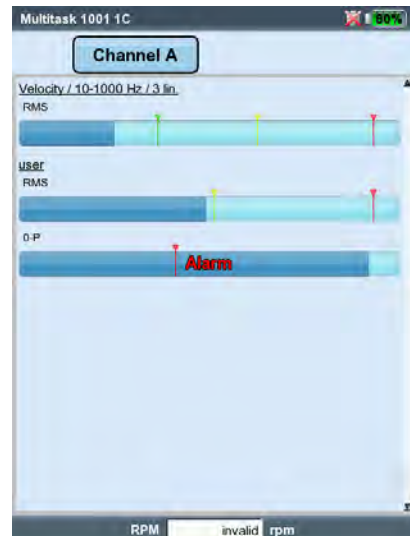 Multitask 1001 1C 80%
Channel A
Velocity / 10-1000 Hz / 3 lin.
RMS
user
RMS
0-P
Alarm
RPM invalid rpm